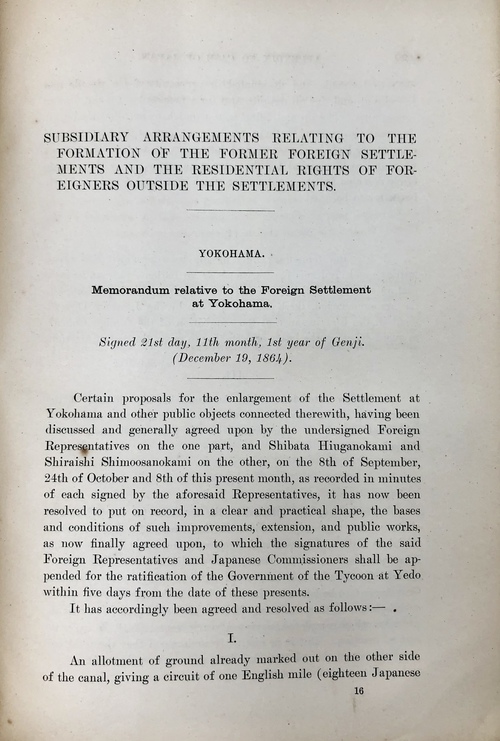 SUBSIDIARY ARRANGEMENTS RELATING TO THE
FORMATION OF THE FORMER FOREIGN SETTLE-
MENTS AND THE RESIDENTIAL RIGHTS OF FOR-
EIGNERS OUTSIDE THE SETTLEMENTS.
YOKOHAMA.
Memorandum relative to the Foreign Settlement
at Yokohama.
Signed 21st day, 11th month, 1st year of Genji.
(December 19, 1864).
Certain proposals for the enlargement of the Settlement at
Yokohama and other public objects connected therewith, having been
discussed and generally agreed upon by the undersigned Foreign
Representatives on the one part, and Shibata Hiuganokami and
Shiraishi Shimoosanokami on the other, on the 8th of September,
24th of October and 8th of this present month, as recorded in minutes
of each signed by the aforesaid Representatives, it has now been
resolved to put on record, in a clear and practical shape, the bases
and conditions of such improvements, extension, and public works,
as now finally agreed upon, to which the signatures of the said
Foreign Representatives and Japanese Commissioners shall be ap-
pended for the ratification of the Government of the Tycoon at Yedo
within five days from the date of these presents.
It has accordingly been agreed and resolved as follows:—
I.
An allotment of ground already marked out on the other side
of the canal, giving a circuit of one English mile (eighteen Japanese
16